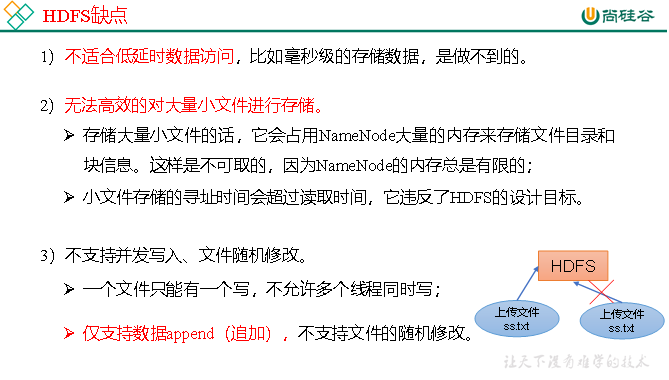 HDFS缺点
尚硅谷
1）不适合低延时数据访问，比如毫秒级的存储数据，是做不到的。
2）无法高效的对大量小文件进行存储。
存储大量小文件的话，它会占用NameNode大量的内存来存储文件目录和
块信息。这样是不可取的，因为NameNode的内存总是有限的；
小文件存储的寻址时间会超过读取时间，它违反了HDFS的设计目标。
3）不支持并发写入、文件随机修改。
一个文件只能有一个写，不允许多个线程同时写；
仅支持数据append（追加），不支持文件的随机修改。
HDFS
上传文件
ss.txt
上传文件
ss.txt
让天下没有难学的技术